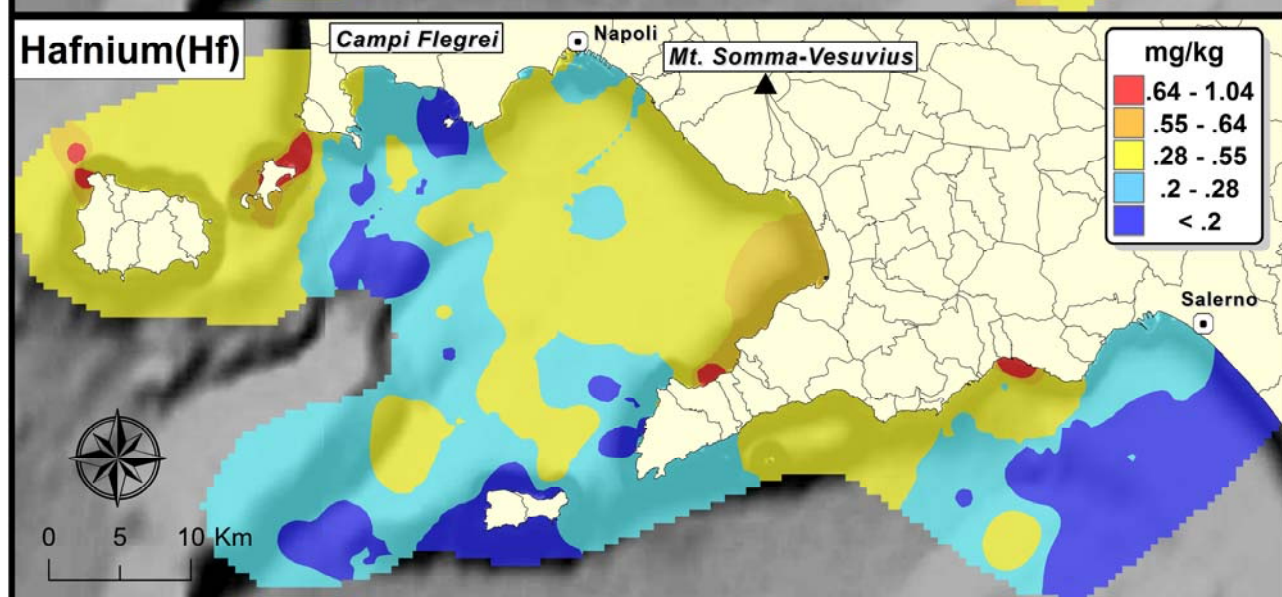 Hafnium(Hf)
Campi Flegrei
Napoli
Mt. Somma-Vesuvius
mg/kg
.64 - 1.04
.55 - .64
.28 - .55
.2 - .28
< .2
Salerno
0 5 10 Km